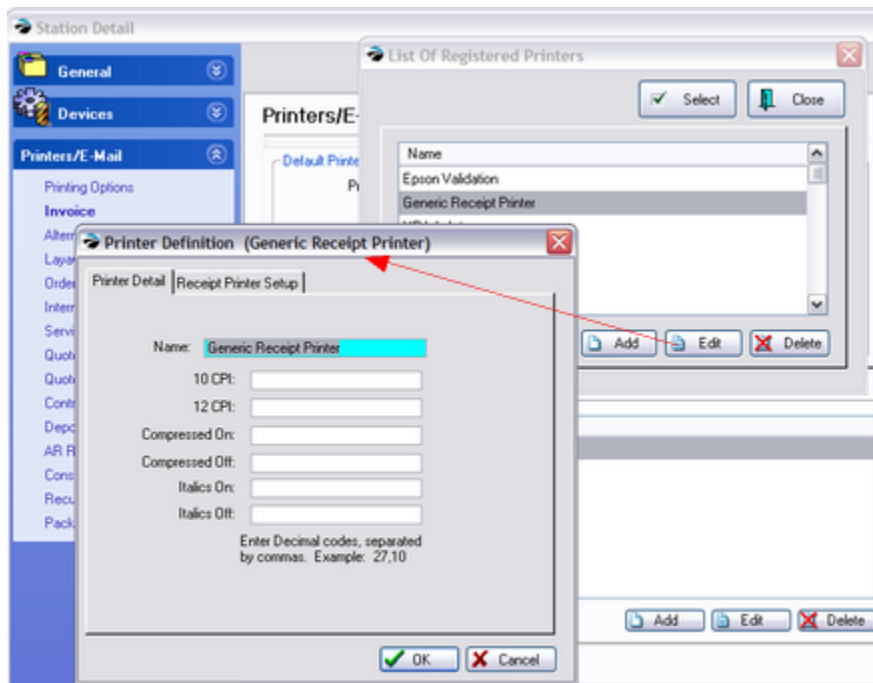 Station Detail
General
Devices
Printers/E-Mail
Printing Options
Invoice
Printers/E-
Default Printe
List Of Registered Printers
Select
Close
Name
Epson Validation
Generic Receipt Printer
Add
Edit
Delete
Printer Definition (Generic Receipt Printer)
Printer Detail
Receipt Printer Setup
Name:
Generic Receipt Printer
10 CPI:
12 CPI:
Compressed On:
Compressed Off:
Italics On:
Italics Off:
Enter Decimal codes, separated
by commas. Example: 27,10
OK
Cancel
Add
Edit
Delete